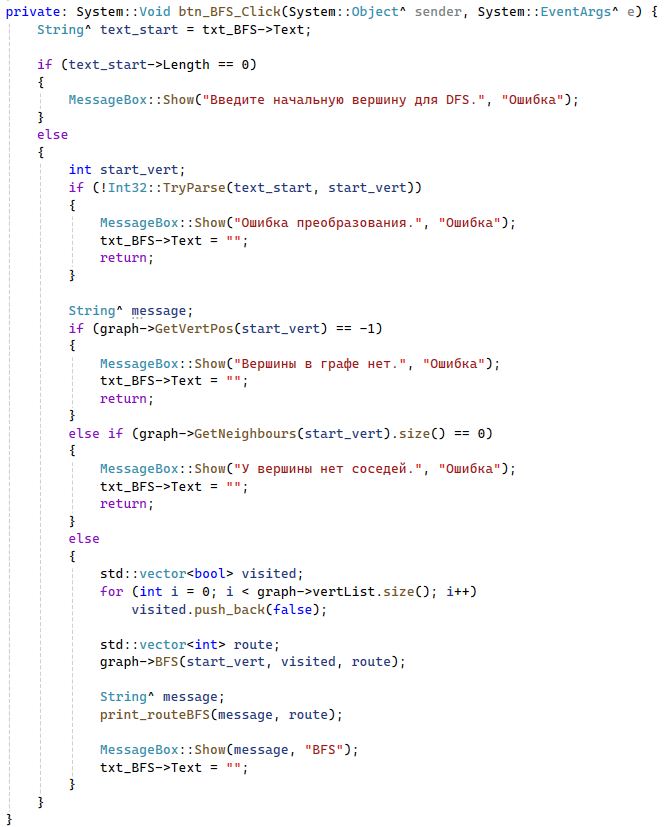 private: System::Void btn_BFS_Click(System::Object^ sender, System::EventArgs^ e) {
    String^ text_start = txt_BFS->Text;

    if (text_start->Length == 0)
    {
        MessageBox::Show("Введите начальную вершину для DFS.", "Ошибка");
    }
    else
    {
        int start_vert;
        if (!Int32::TryParse(text_start, start_vert))
        {
            MessageBox::Show("Ошибка преобразования.", "Ошибка");
            txt_BFS->Text = "";
            return;
        }

        String^ message;
        if (graph->GetVertPos(start_vert) == -1)
        {
            MessageBox::Show("Вершины в графе нет.", "Ошибка");
            txt_BFS->Text = "";
            return;
        }
        else if (graph->GetNeighbours(start_vert).size() == 0)
        {
            MessageBox::Show("У вершины нет соседей.", "Ошибка");
            txt_BFS->Text = "";
            return;
        }
        else
        {
            std::vector<bool> visited;
            for (int i = 0; i < graph->vertList.size(); i++)
                visited.push_back(false);

            std::vector<int> route;
            graph->BFS(start_vert, visited, route);

            String^ message;
            print_routeBFS(message, route);

            MessageBox::Show(message, "BFS");
            txt_BFS->Text = "";
        }
    }
}